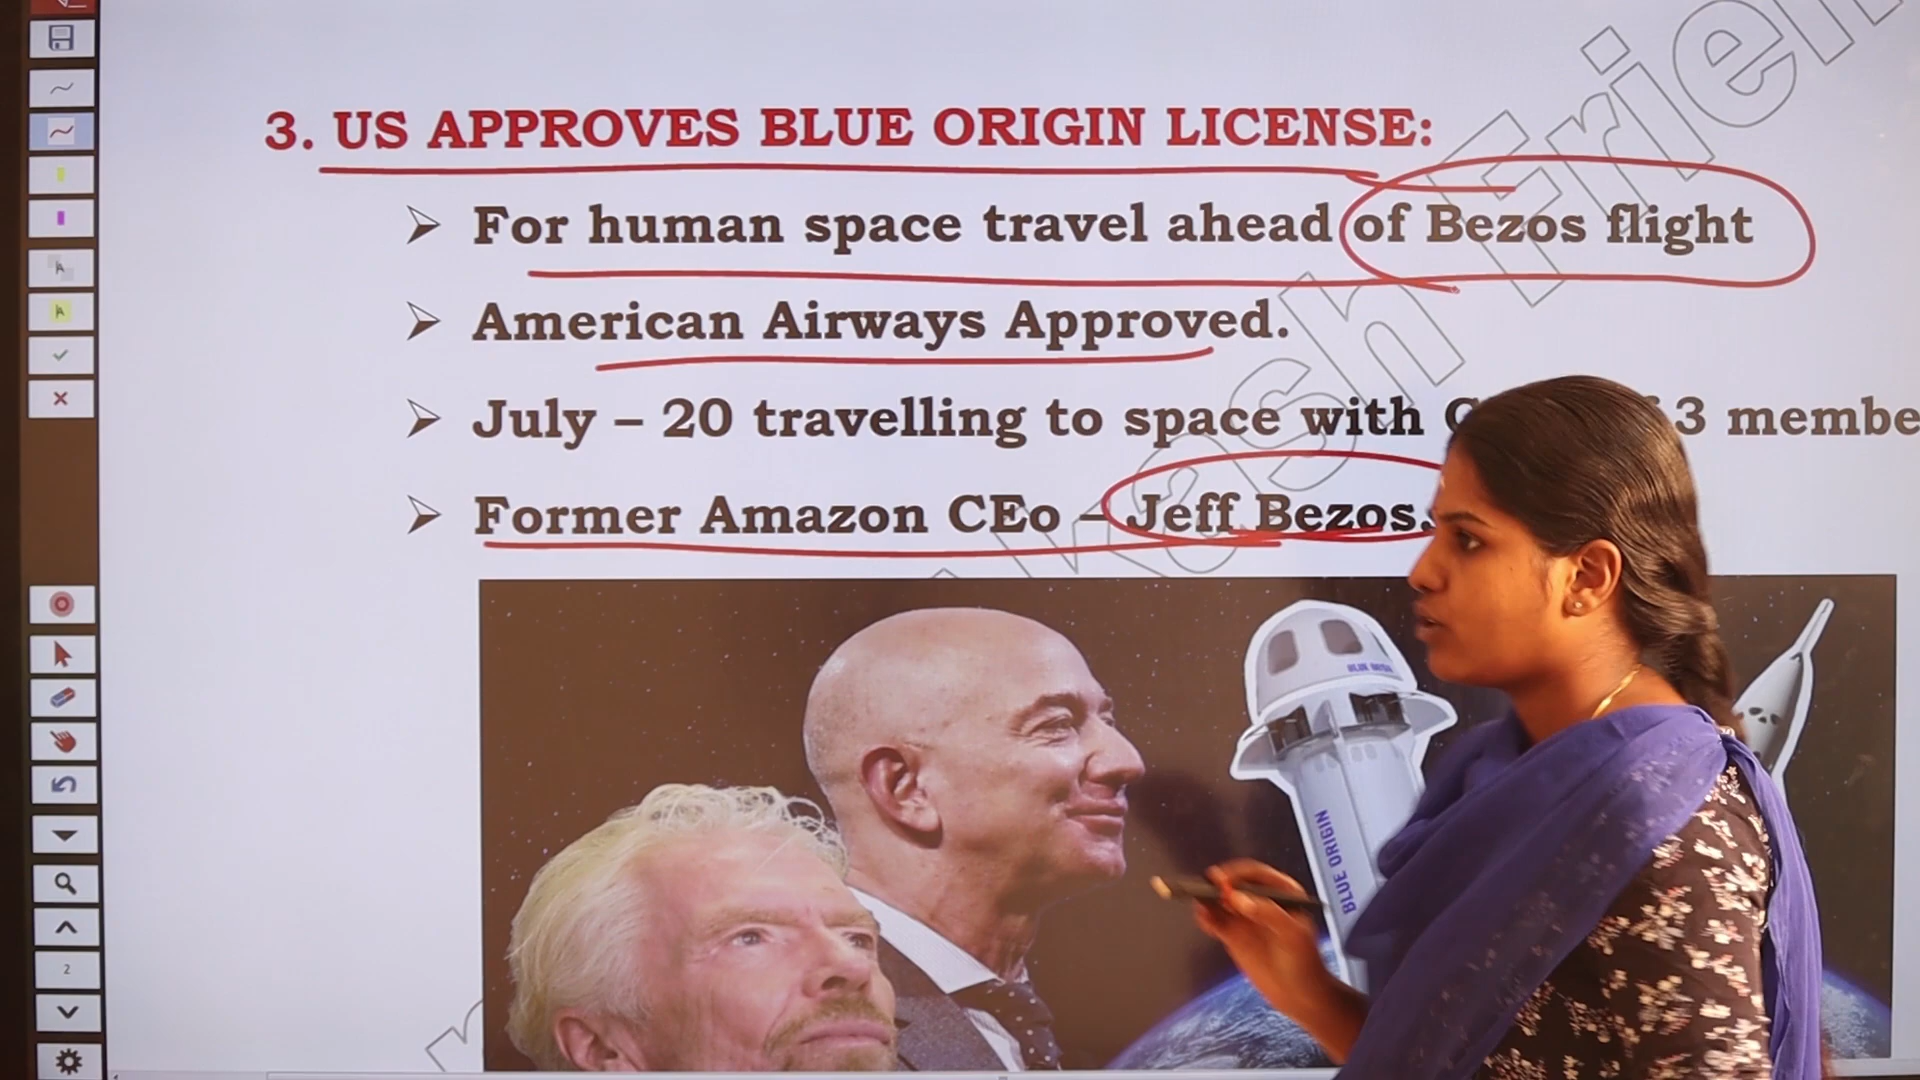 3. US APPROVES BLUE ORIGIN LICENSE:
➢ For human space travel ahead of Bezos flight
➢ American Airways Approved.
➢ July – 20 travelling to space with 3 membe
➢ Former Amazon CEo – Jeff Bezos.
BLUE ORIGIN
2